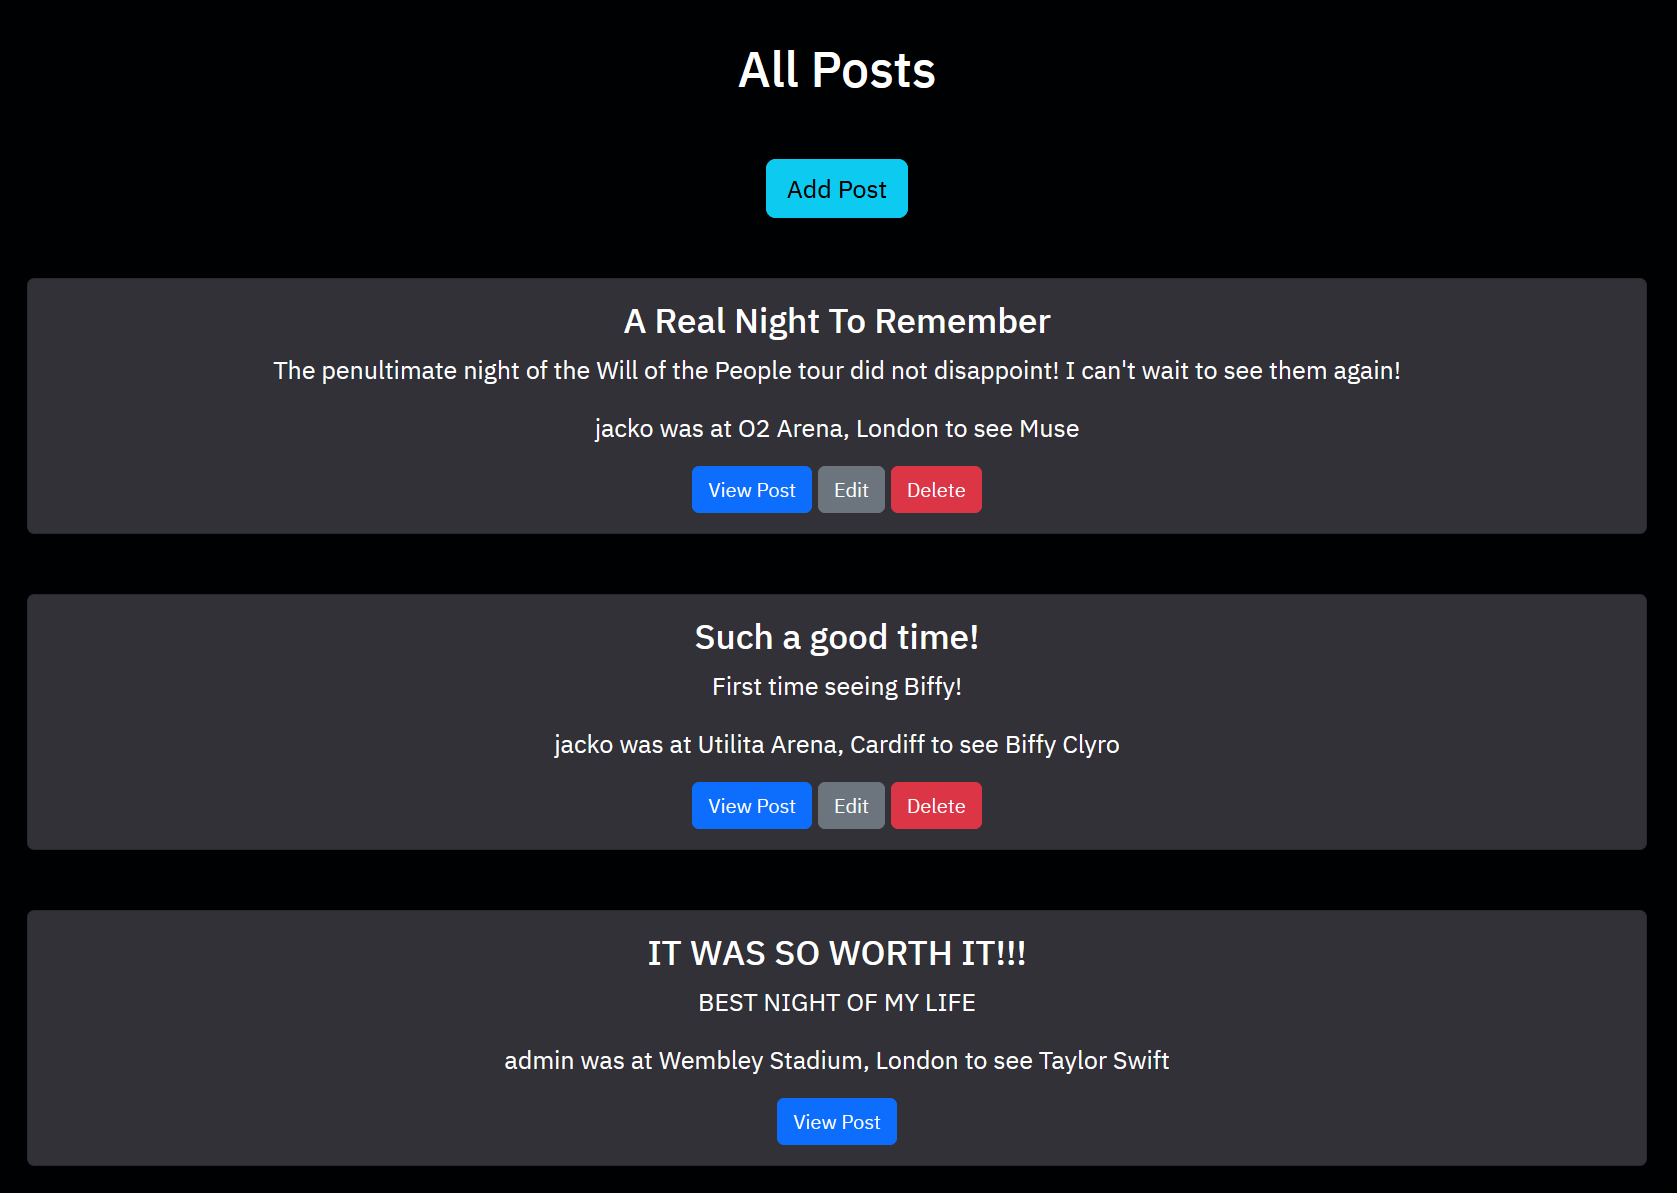 All Posts
Add Post
A Real Night To Remember
The penultimate night of the Will of the People tour did not disappoint! I can't wait to see them again!
jacko was at O2 Arena, London to see Muse
View Post Edit Delete
Such a good time!
First time seeing Biffy!
jacko was at Utilita Arena, Cardiff to see Biffy Clyro
View Post Edit Delete
IT WAS SO WORTH IT!!!
BEST NIGHT OF MY LIFE
admin was at Wembley Stadium, London to see Taylor Swift
View Post